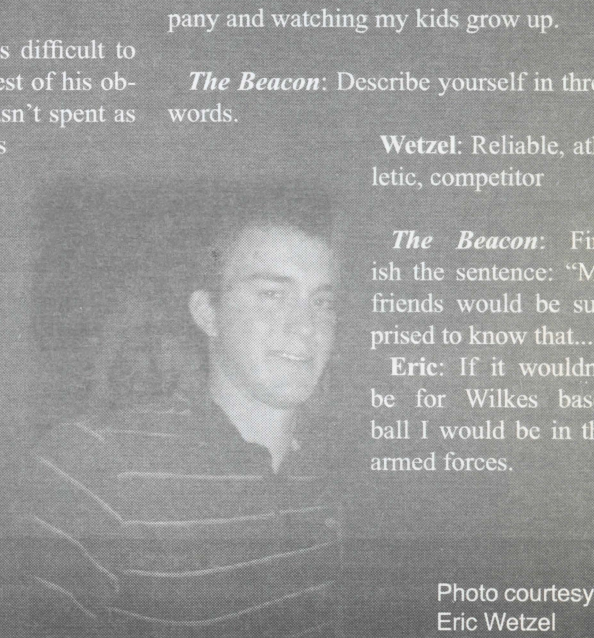 s difficult to
est of his ob-
sn't spent as
s
pany and watching my kids grow up.
The Beacon: Describe yourself in thre
words.
Wetzel: Reliable, ath
letic, competitor
The Beacon: Fin
ish the sentence: “M
friends would be su
prised to know that...
Eric: If it wouldn
be for Wilkes bas
ball I would be in th
armed forces.
Photo courtesy
Eric Wetzel